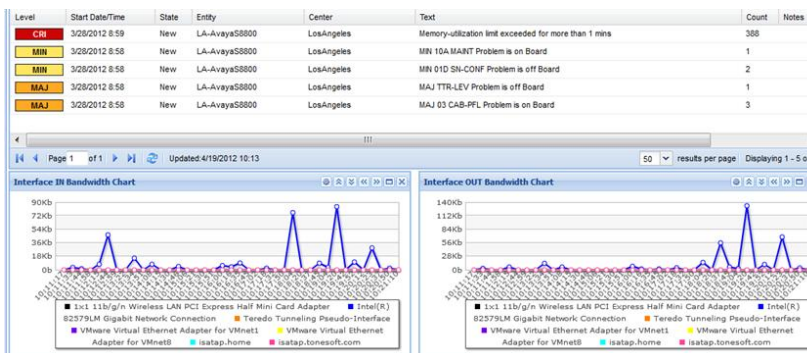 Level Start Date/Time State Entity Center Text Count Notes
CRI 3/28/2012 8:59 New LA-AvayaS8800 LosAngeles Memory-utilization limit exceeded for more than 1 mins 388
MIN 3/28/2012 8:58 New LA-AvayaS8800 LosAngeles MIN 10A MAINT Problem is on Board 1
MIN 3/28/2012 8:58 New LA-AvayaS8800 LosAngeles MIN 01D SN-CONF Problem is off Board 2
MAJ 3/28/2012 8:58 New LA-AvayaS8800 LosAngeles MAJ TTR-LEV Problem is off Board 1
MAJ 3/28/2012 8:58 New LA-AvayaS8800 LosAngeles MAJ 03 CAB-PFL Problem is on Board 3
Page 1 of 1 Updated:4/19/2012 10:13 50 results per page Displaying 1 - 5 o
Interface IN Bandwidth Chart
90Kb
72Kb
54Kb
36Kb
18Kb
0b
1x1 11b/g/n Wireless LAN PCI Express Half Mini Card Adapter Intel(R)
82579LM Gigabit Network Connection Teredo Tunneling Pseudo-Interface
VMware Virtual Ethernet Adapter for VMnet1 VMware Virtual Ethernet
Adapter for VMnet8 isatap.home isatap.tonesoft.com
Interface OUT Bandwidth Chart
140Kb
112Kb
84Kb
56Kb
28Kb
0b
1x1 11b/g/n Wireless LAN PCI Express Half Mini Card Adapter Intel(R)
82579LM Gigabit Network Connection Teredo Tunneling Pseudo-Interface
VMware Virtual Ethernet Adapter for VMnet1 VMware Virtual Ethernet
Adapter for VMnet8 isatap.home isatap.tonesoft.com